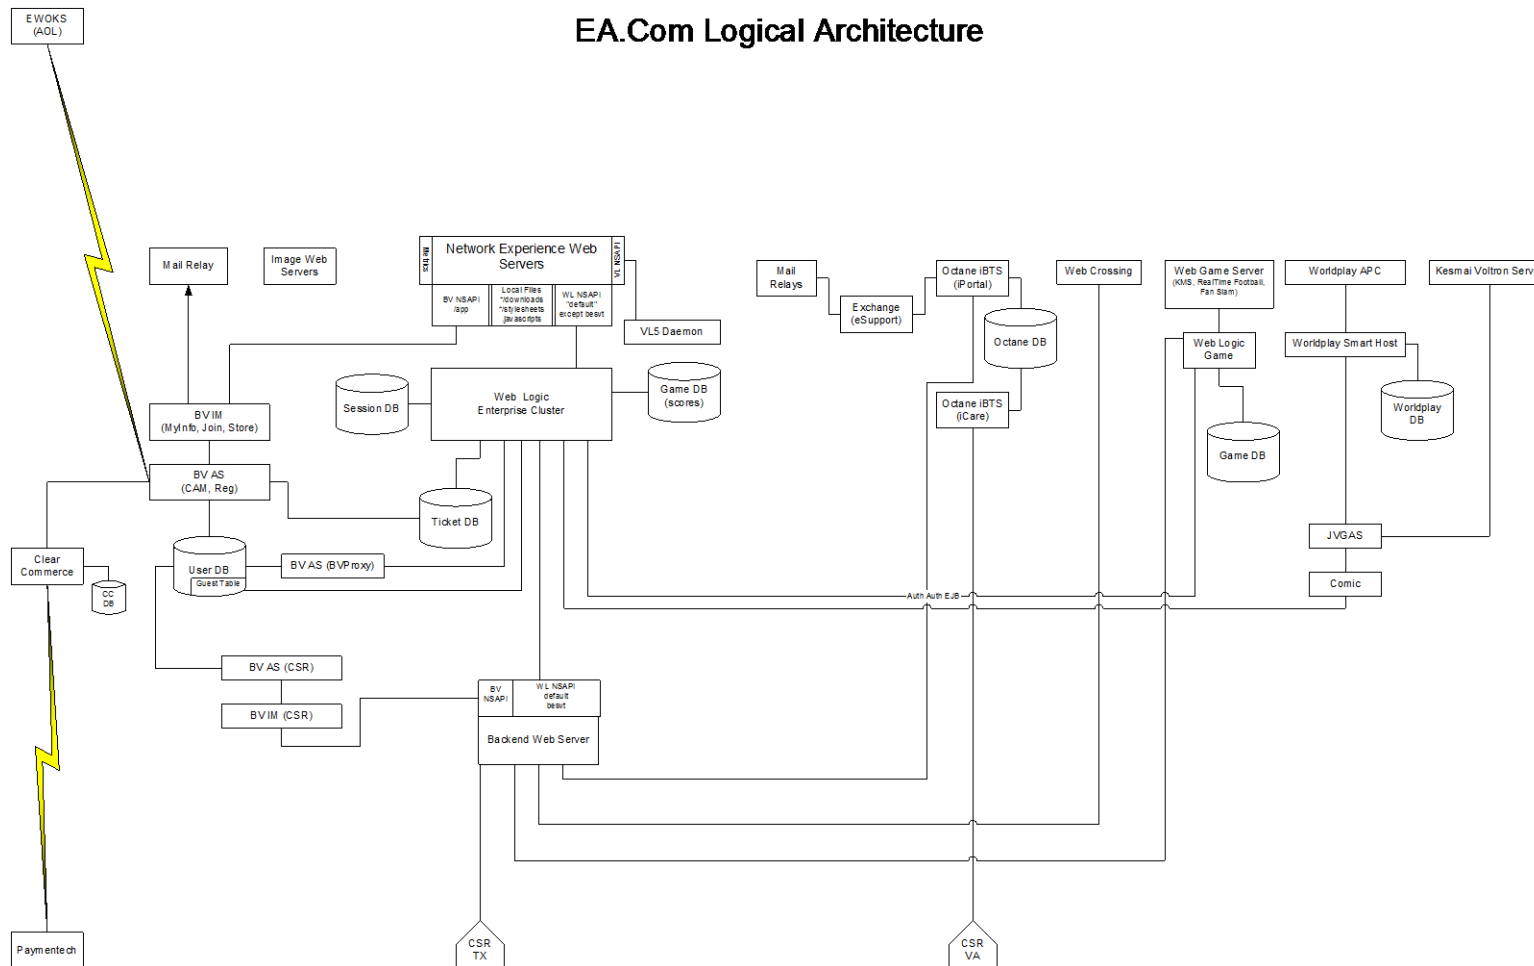 EWOKS
(AOL)
EA.Com Logical Architecture
Mail Relay
Image Web
Servers
Metrics
Network Experience Web
Servers
VL NSAPI
BV NSAPI
/app
Local Files
*/downloads
*/stylesheets
.javascripts
WL NSAPI
"default"
except besvt
VL5 Daemon
Mail
Relays
Exchange
(eSupport)
Octane iBTS
(iPortal)
Octane DB
Octane iBTS
(iCare)
Web Crossing
Web Game Server
(KMS, RealTime Football,
Fan Slam)
Web Logic
Game
Game DB
Worldplay APC
Worldplay Smart Host
Worldplay
DB
Kesmai Voltron Serv
JVGAS
Comic
Session DB
Web Logic
Enterprise Cluster
Game DB
(scores)
BV IM
(MyInfo, Join, Store)
BV AS
(CAM, Reg)
Ticket DB
Clear
Commerce
CC
DB
User DB
Guest Table
BV AS (BVProxy)
Auth Auth EJB
BV AS (CSR)
BV IM (CSR)
BV
NSAPI
WL NSAPI
default
besvt
Backend Web Server
Paymentech
CSR
TX
CSR
VA